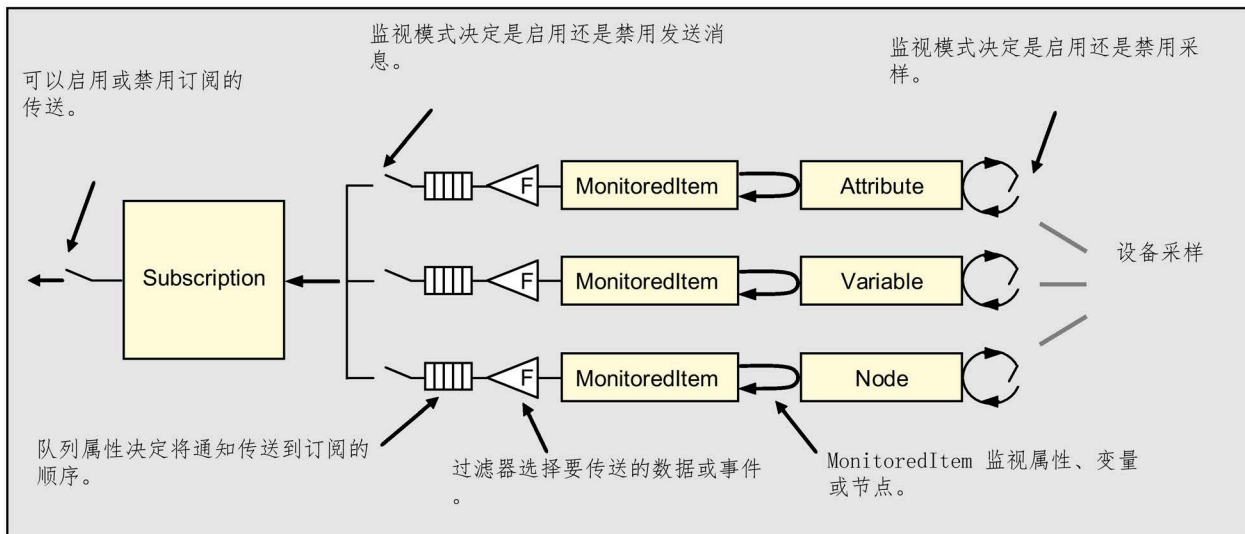 监视模式决定是启用还是禁用发送消
息。
监视模式决定是启用还是禁用采
样。
可以启用或禁用订阅的
传送。
F
MonitoredItem
Attribute
设备采样
Subscription
F
MonitoredItem
Variable
F
MonitoredItem
Node
队列属性决定将通知传送到订阅的
顺序。
过滤器选择要传送的数据或事件
。
MonitoredItem 监视属性、变量
或节点。